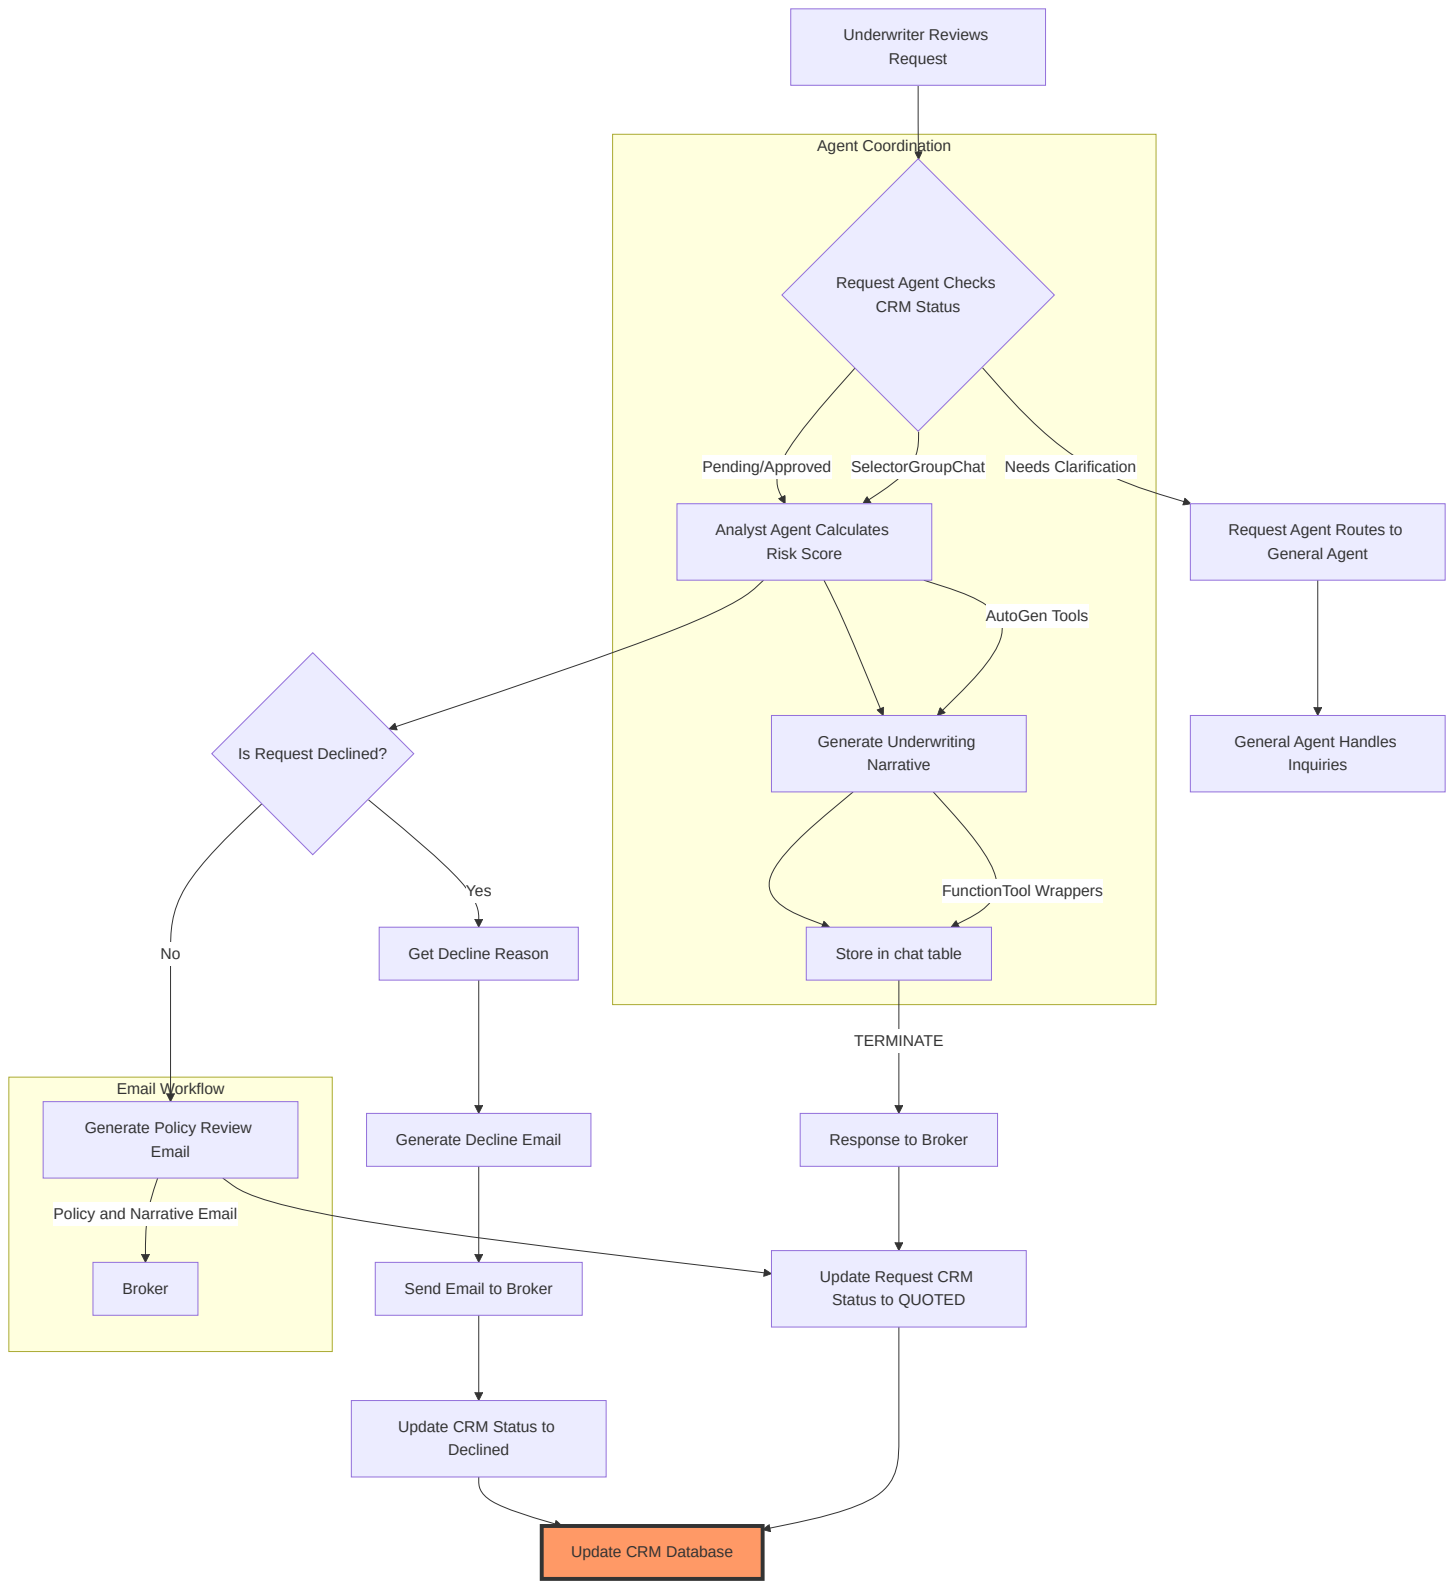 Underwriter Reviews
Request
Agent Coordination
Request Agent Checks
CRM Status
Pending/Approved
SelectorGroupChat
Needs Clarification
Analyst Agent Calculates
Risk Score
Request Agent Routes to
General Agent
AutoGen Tools
Is Request Declined?
Generate Underwriting
Narrative
General Agent Handles
Inquiries
Yes
FunctionTool Wrappers
No
Get Decline Reason
Store in chat table
TERMINATE
Email Workflow
Generate Policy Review
Email
Generate Decline Email
Response to Broker
Policy and Narrative Email
Broker
Send Email to Broker
Update Request CRM
Status to QUOTED
Update CRM Status to
Declined
Update CRM Database